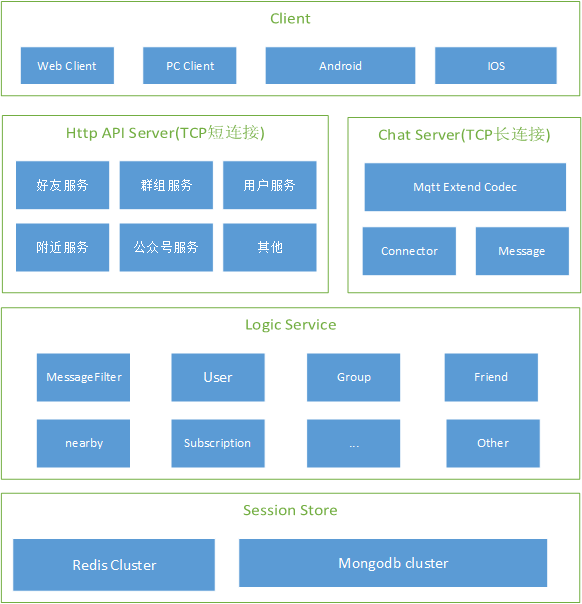 Client
Web Client
PC Client
Android
IOS
Http API Server(TCP短连接)
好友服务
群组服务
用户服务
附近服务
公众号服务
其他
Chat Server(TCP长连接)
Mqtt Extend Codec
Connector
Message
Logic Service
MessageFilter
User
Group
Friend
nearby
Subscription
...
Other
Session Store
Redis Cluster
Mongodb cluster